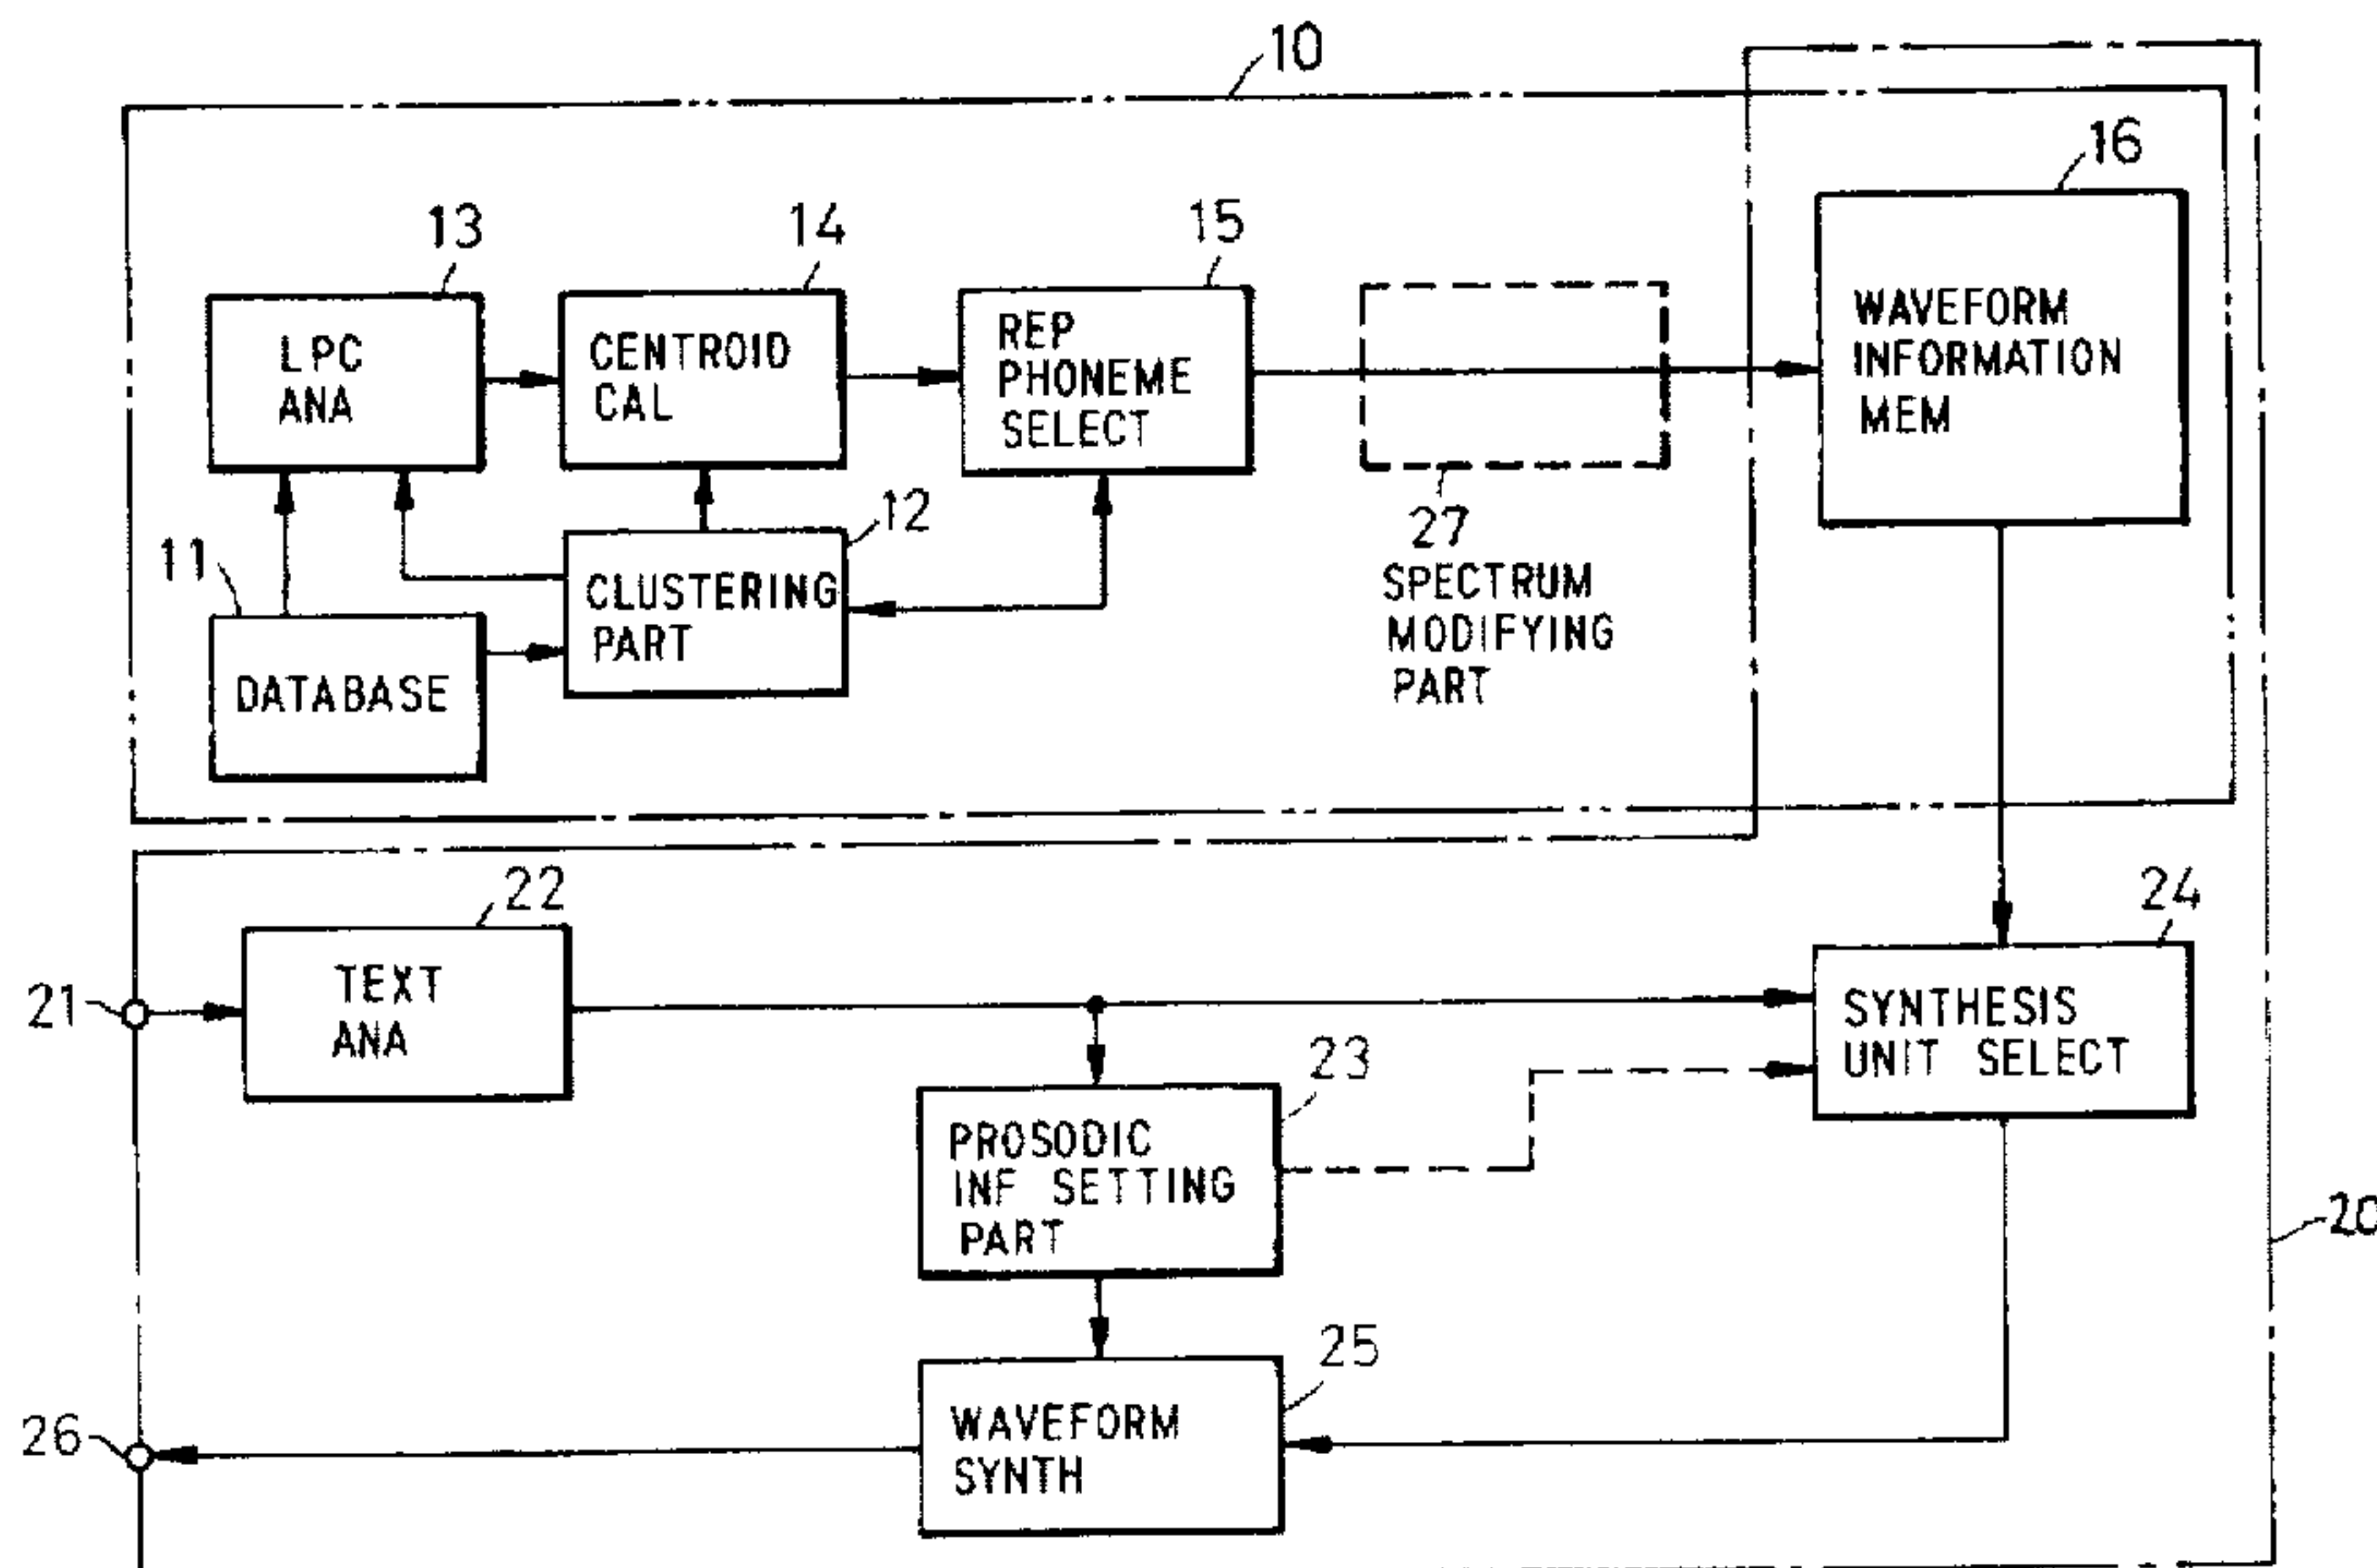 10
16
13
14
15
LPC
ANA
CENTROID
CAL
REP
PHONEME
SELECT
WAVEFORM
INFORMATION
MEM
12
27
SPECTRUM
MODIFYING
PART
11
CLUSTERING
PART
DATABASE
22
24
21
TEXT
ANA
SYNTHESIS
UNIT SELECT
23
PROSODIC
INF SETTING
PART
20
25
26
WAVEFORM
SYNTH